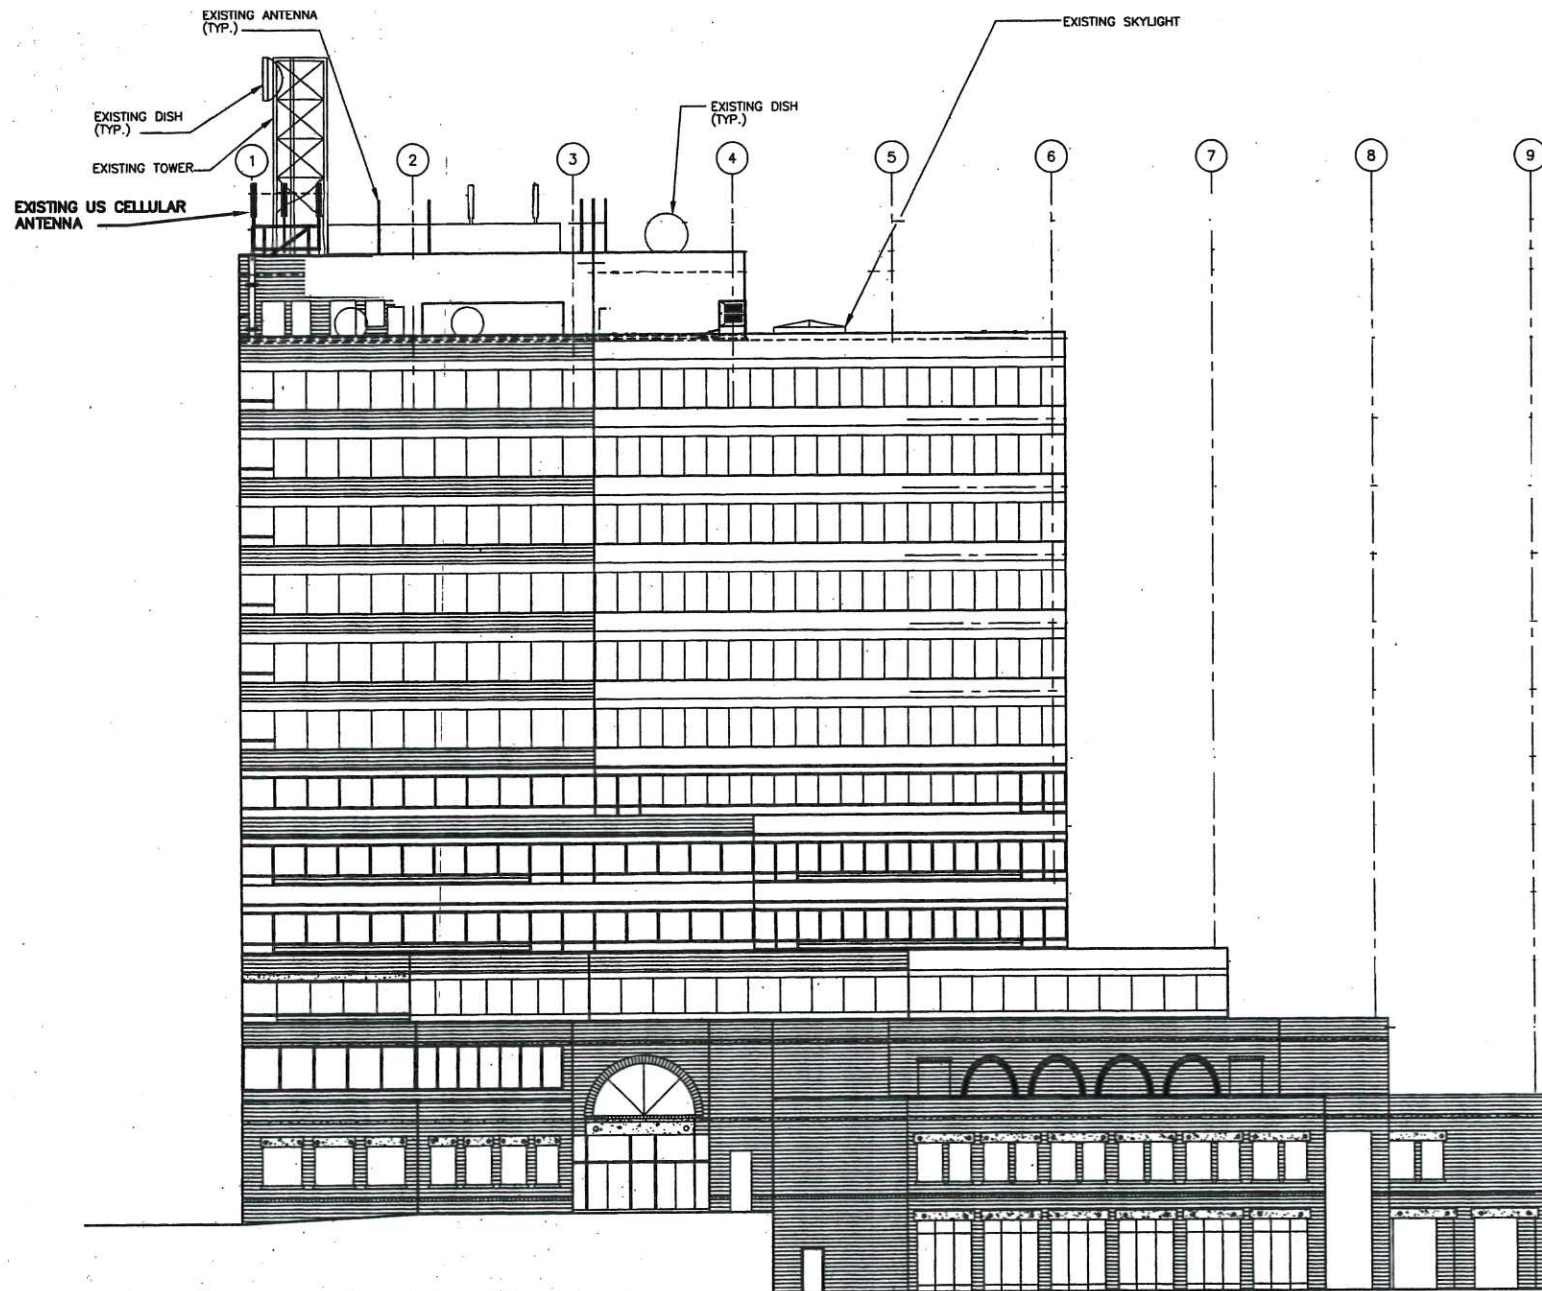 EXISTING ANTENNA
(TYP.)
EXISTING SKYLIGHT
EXISTING DISH
(TYP.)
EXISTING DISH
(TYP.)
EXISTING TOWER
1 2 3 4 5 6 7 8 9
EXISTING US CELLULAR
ANTENNA